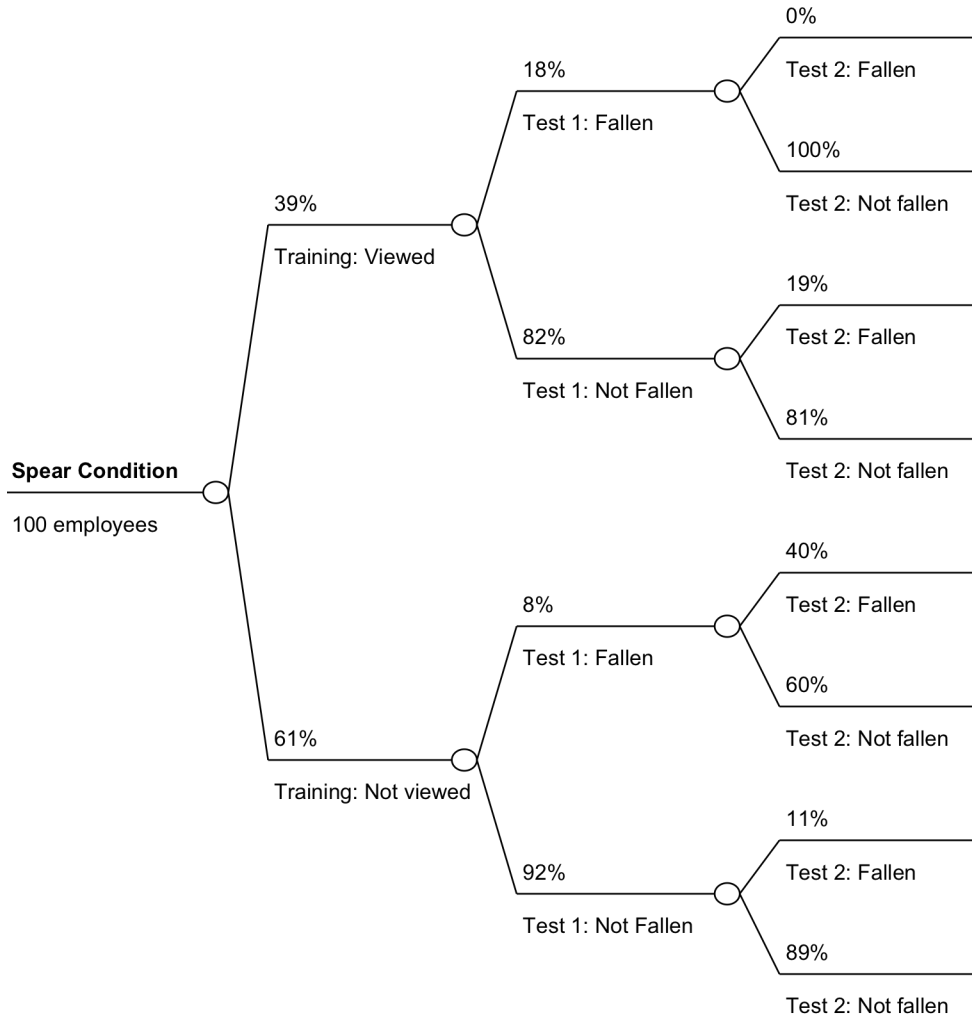 0%
Test 2: Fallen
18%
Test 1: Fallen
100%
Test 2: Not fallen
39%
Training: Viewed
19%
Test 2: Fallen
82%
Test 1: Not Fallen
81%
Test 2: Not fallen
Spear Condition
100 employees
40%
Test 2: Fallen
8%
Test 1: Fallen
60%
Test 2: Not fallen
61%
Training: Not viewed
11%
Test 2: Fallen
92%
Test 1: Not Fallen
89%
Test 2: Not fallen